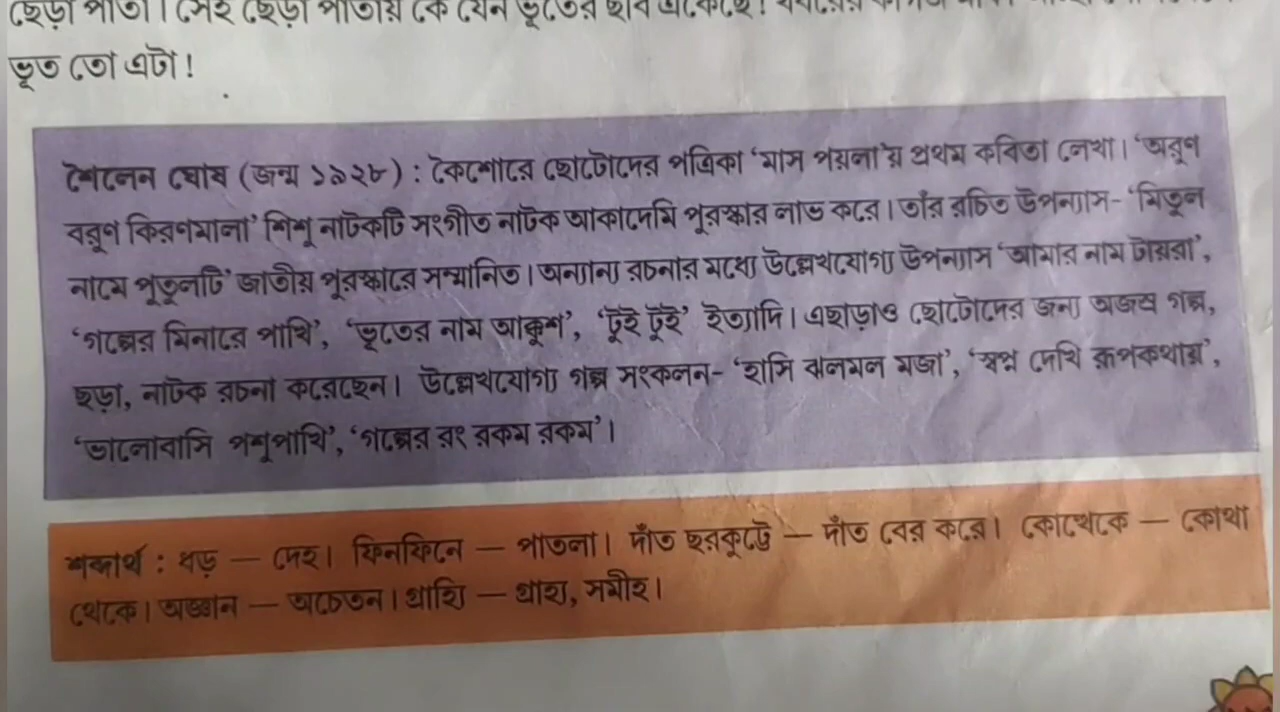 ছেঁড়া পাতা। সেই ছেঁড়া পাতায় কে যেন ভূতের ছবি এঁকেছে!
ভূত তো এটা!
শৈলেন ঘোষ (জন্ম ১৯২৮) : কৈশোরে ছোটোদের পত্রিকা ‘মাস পয়লা’য় প্রথম কবিতা লেখা। ‘অরুণ
বরুণ কিরণমালা’ শিশু নাটকটি সংগীত নাটক আকাদেমি পুরস্কার লাভ করে। তাঁর রচিত উপন্যাস- ‘মিতুল
নামে পুতুলটি’ জাতীয় পুরস্কারে সম্মানিত। অন্যান্য রচনার মধ্যে উল্লেখযোগ্য উপন্যাস ‘আমার নাম টায়রা’,
‘গল্পের মিনারে পাখি’, ‘ভূতের নাম আক্কুশ’, ‘টুই টুই’ ইত্যাদি। এছাড়াও ছোটোদের জন্য অজস্র গল্প,
ছড়া, নাটক রচনা করেছেন। উল্লেখযোগ্য গল্প সংকলন- ‘হাসি ঝলমল মজা’, ‘স্বপ্ন দেখি রূপকথায়’,
‘ভালোবাসি পশুপাখি’, ‘গল্পের রং রকম রকম’।
শব্দার্থ : ধড় — দেহ। ফিনফিনে — পাতলা। দাঁত ছরকুট্টে — দাঁত বের করে। কোত্থেকে — কোথা
থেকে। অজ্ঞান — অচেতন। গ্রাহ্যি — গ্রাহ্য, সমীহ।